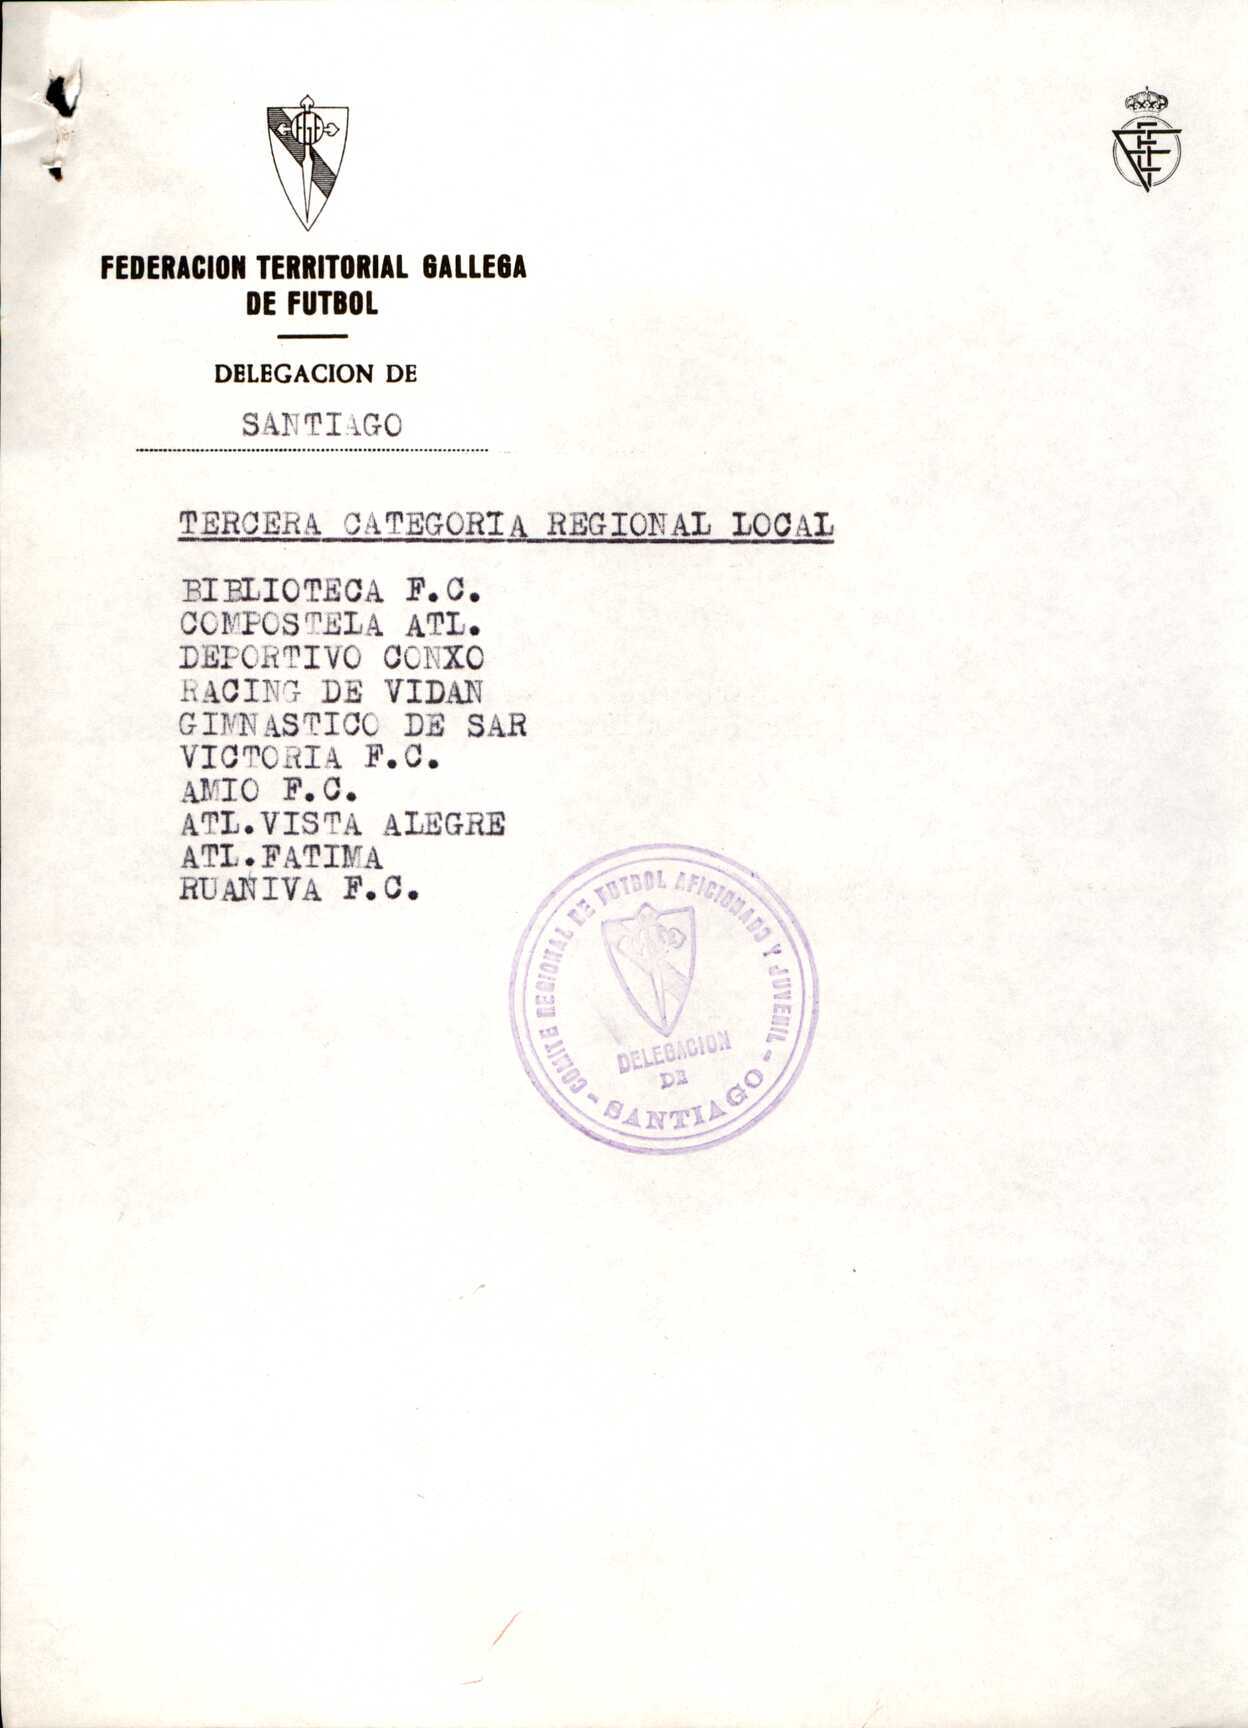 FGF
FEDERACION TERRITORIAL GALLEGA
DE FUTBOL
DELEGACION DE
SANTIAGO
TERCERA CATEGORIA REGIONAL LOCAL
BIBLIOTECA F.C.
COMPOSTELA ATL.
DEPORTIVO CONXO
RACING DE VIDAN
GIMNASTICO DE SAR
VICTORIA F.C.
AMIO F.C.
ATL.VISTA ALEGRE
ATL.FATIMA
RUANIVA F.C.
COMITE REGIONAL DE FUTBOL AFICIONADO Y JUVENIL -
DELEGACION
DE
- SANTIAGO